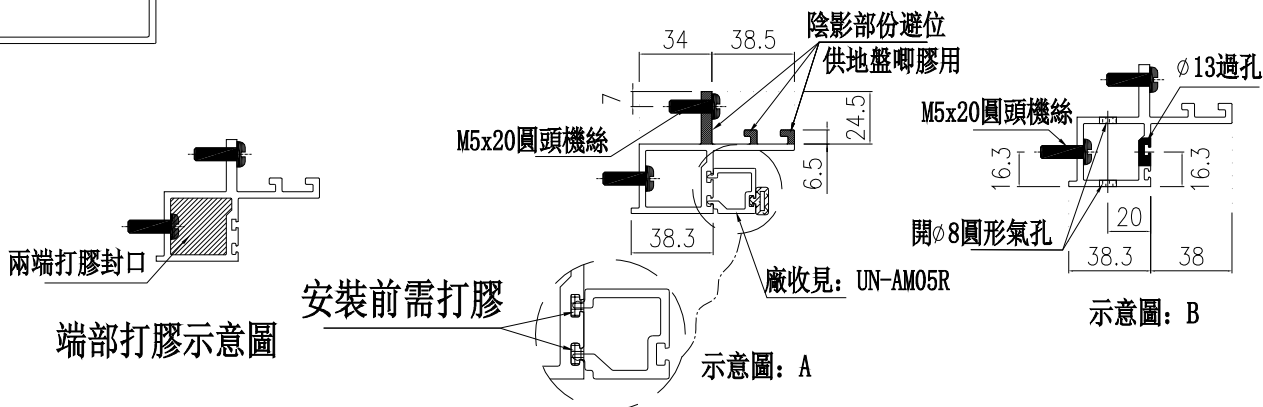 兩端打膠封口
端部打膠示意圖
34
38.5
陰影部份避位
供地盤唧膠用
7
24.5
M5x20圓頭機絲
6.5
38.3
廠收見：UN-AM05R
安裝前需打膠
示意圖：A
∅13過孔
M5x20圓頭機絲
16.3
16.3
20
開∅8圓形氣孔
38.3
38
示意圖：B